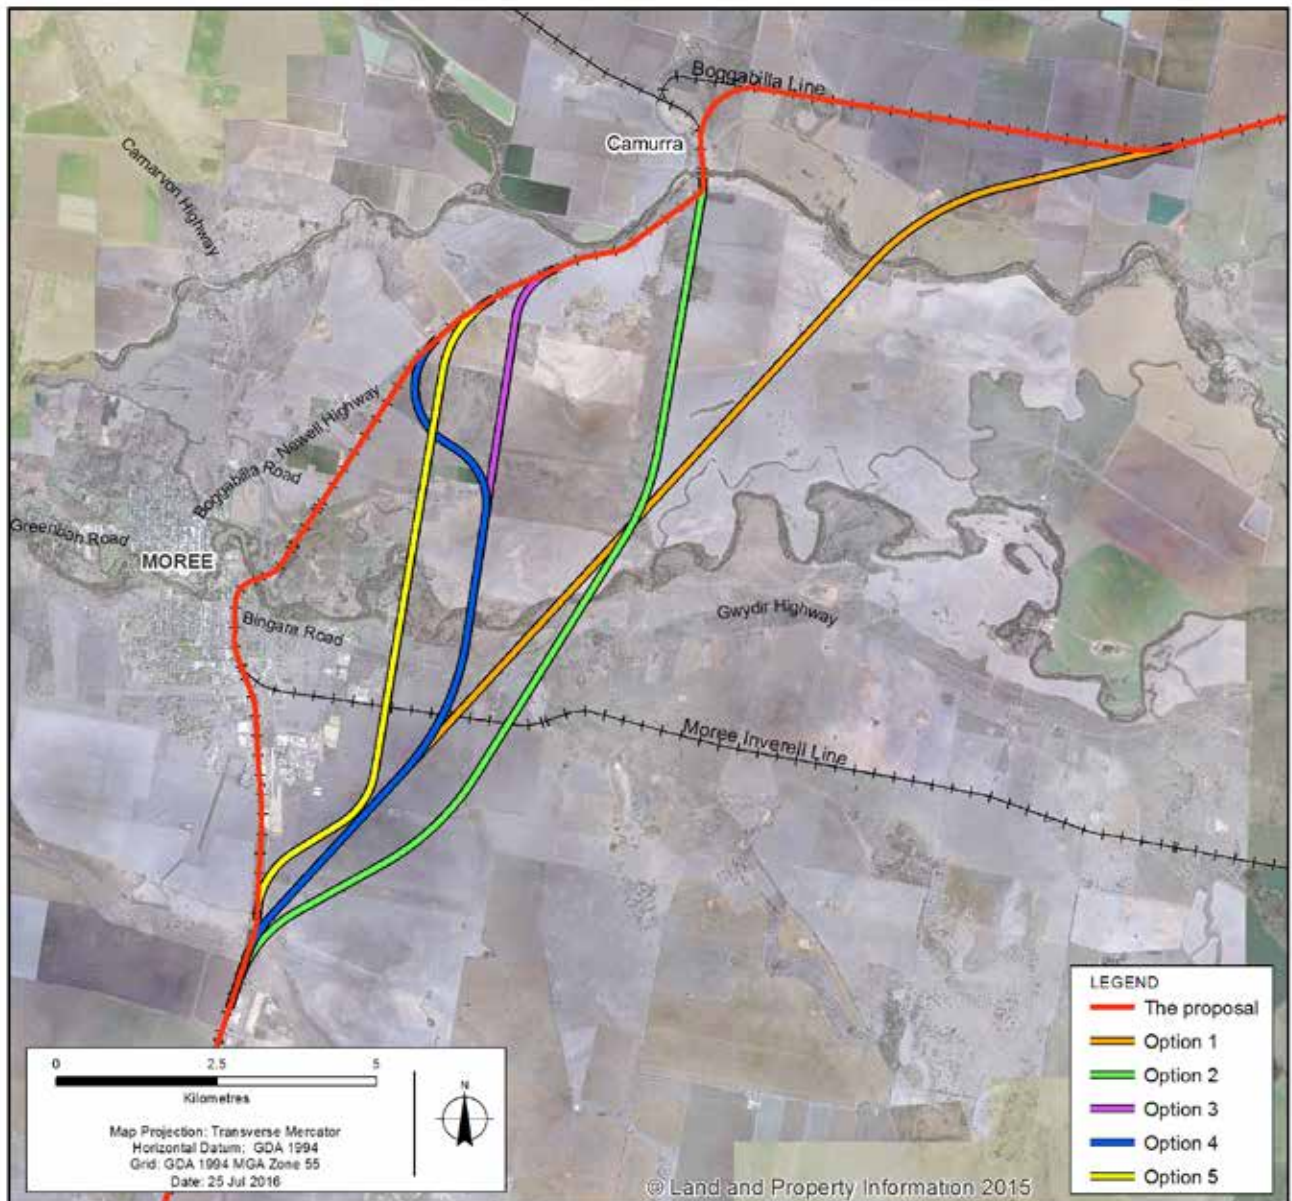 Boggabilla Line
Camurra
Carnarvon Highway
Newell Highway
Boggabilla Road
Greenbah Road
MOREE
Bingara Road
Gwydir Highway
Moree Inverell Line
LEGEND
The proposal
Option 1
Option 2
Option 3
Option 4
Option 5
0 2.5 5
Kilometres
N
Map Projection: Transverse Mercator
Horizontal Datum: GDA 1994
Grid: GDA 1994 MGA Zone 55
Date: 25 Jul 2016
© Land and Property Information 2015